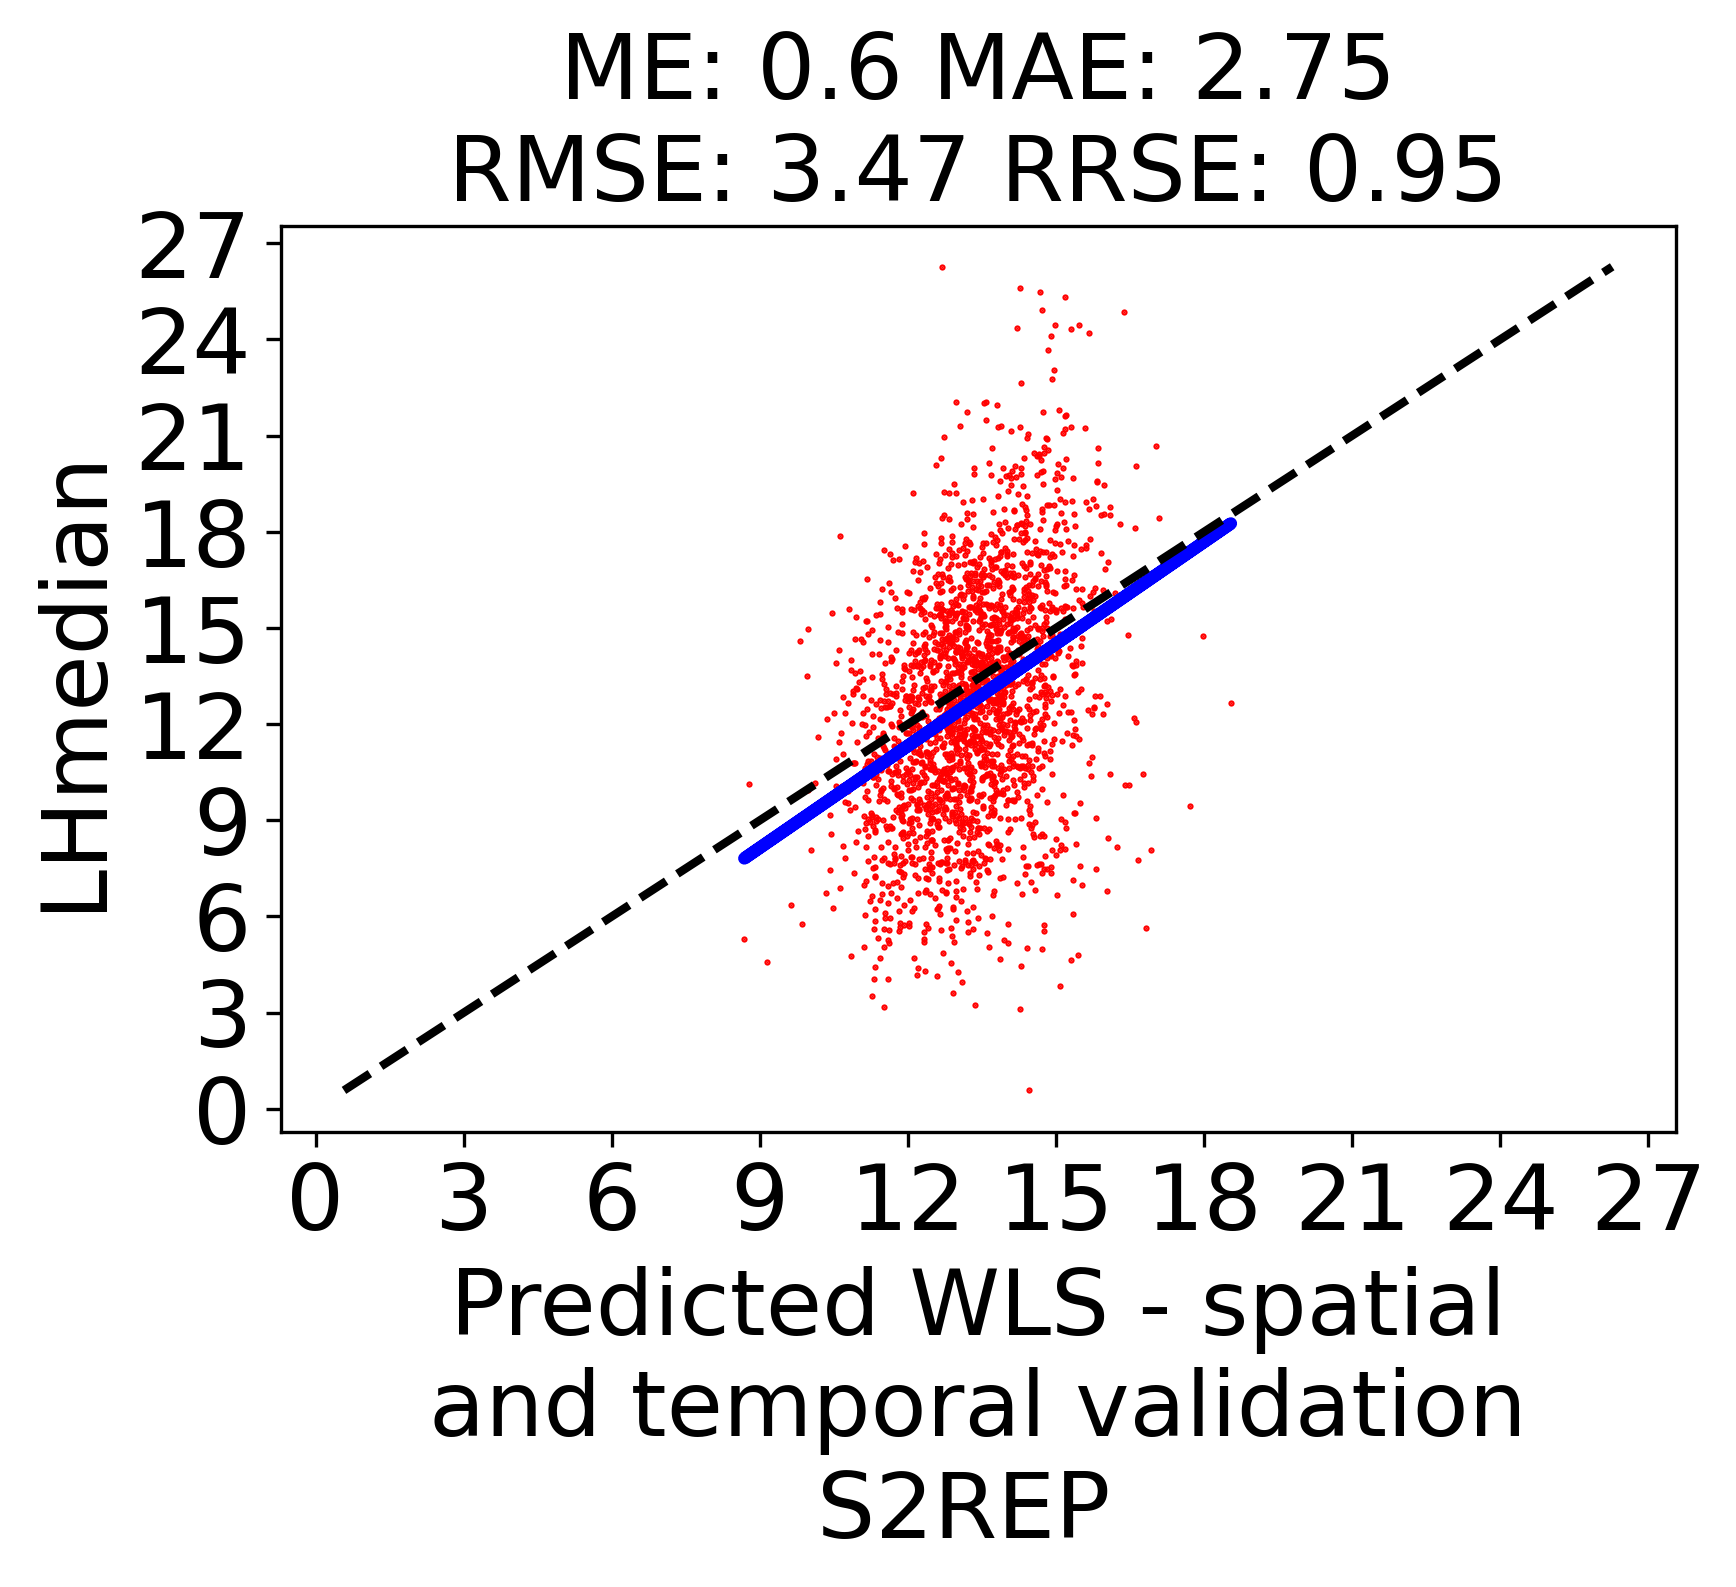 ME: 0.6 MAE: 2.75
RMSE: 3.47 RRSE: 0.95
27
24
21
18
15
12
9
6
3
0
LHmedian
0 3 6 9 12 15 18 21 24 27
Predicted WLS - spatial
and temporal validation
S2REP